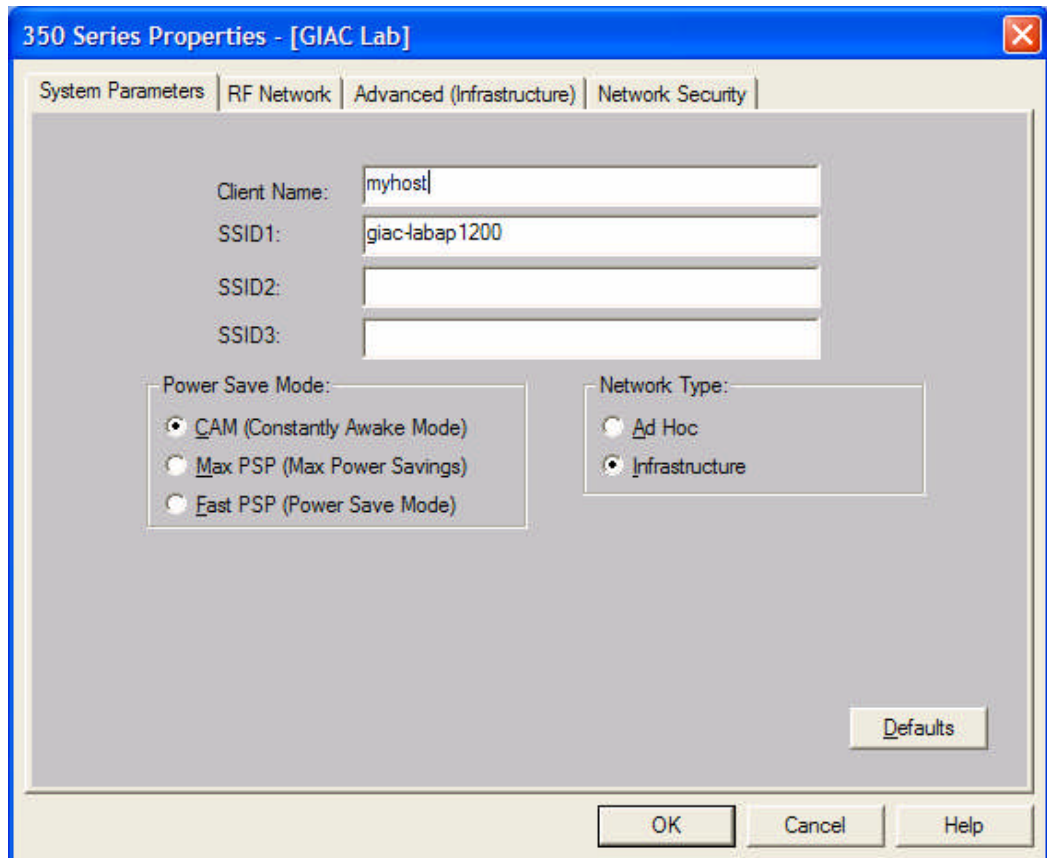 350 Series Properties - [GIAC Lab]
System Parameters RF Network Advanced (Infrastructure) Network Security
Client Name: myhost
SSID1: giac-labap1200
SSID2:
SSID3:
Power Save Mode: Network Type:
CAM (Constantly Awake Mode) Ad Hoc
Max PSP (Max Power Savings) Infrastructure
Fast PSP (Power Save Mode)
Defaults
OK Cancel Help